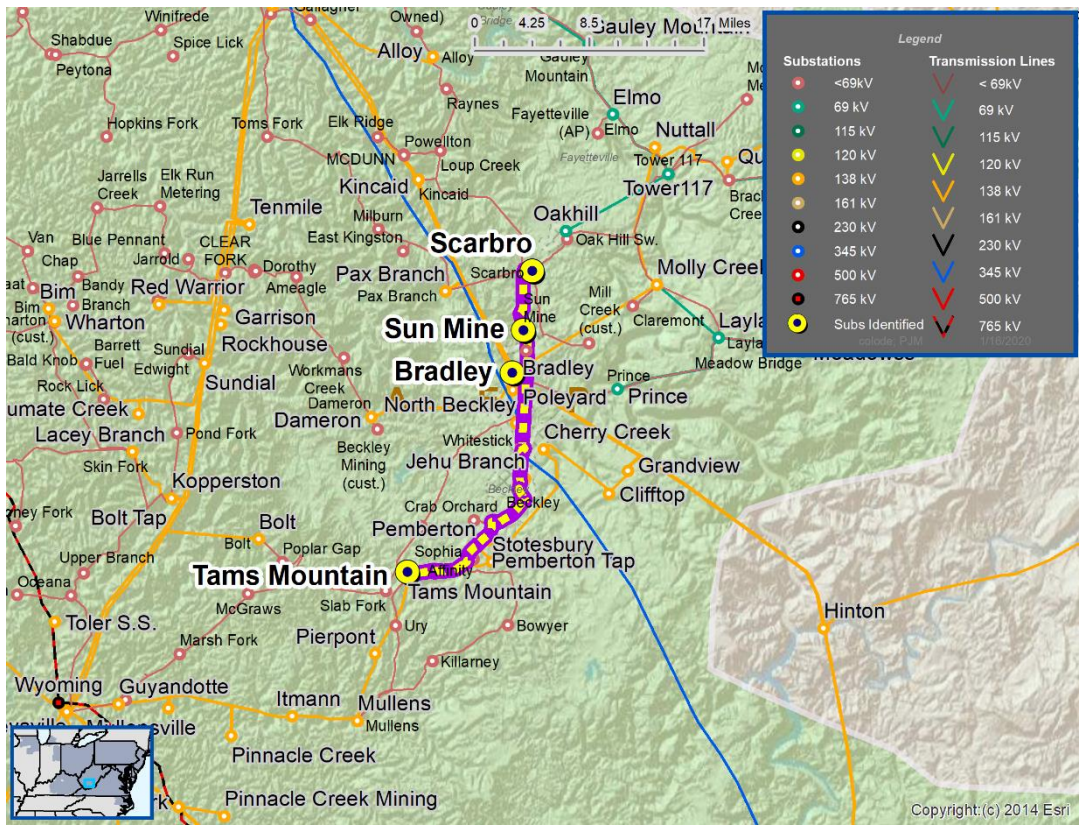 Winifrede
Gallagher
Owned)
Gauley
Bridge
0 4.25 8.5 17 Miles
Gauley Mountain
Shabdue
Spice Lick
Peytona
Alloy
Alloy
Gauley
Mountain
Raynes
Elmo
Fayetteville
(AP)
Elmo
Hopkins Fork
Toms Fork
Elk Ridge
Powellton
Nuttall
MCDUNN
Loup Creek
Fayetteville
Tower 117
Tower117
Kincaid
Kincaid
Jarrells
Creek
Elk Run
Metering
Tenmile
Milburn
Oakhill
Van
Blue Pennant
CLEAR
FORK
East Kingston
Scarbro
Oak Hill Sw.
Chap
Jarrold
Dorothy
Pax Branch
Scarbro
Molly Creek
Bandy
Branch
Red Warrior
Ameagle
Pax Branch
Sun
Mine
Mill
Creek
(cust.)
Bim
Bim
(cust.)
Wharton
Garrison
Sun Mine
Claremont
Barrett
Fuel
Sundial
Rockhouse
Meadow Bridge
Bald Knob
Edwight
Workmans
Creek
Bradley
Bradley
Prince
Rock Lick
Sundial
Dameron
North Beckley
Poleyard
Prince
Dameron
Lacey Branch
Pond Fork
Beckley
Mining
(cust.)
Whitestick
Cherry Creek
Skin Fork
Jehu Branch
Grandview
Kopperston
Beckley
Clifftop
Bolt Tap
Crab Orchard
Bolt
Pemberton
Bolt
Poplar Gap
Sophia
Stotesbury
Upper Branch
Affinity
Pemberton Tap
Oceana
Tams Mountain
Tams Mountain
McGraws
Slab Fork
Hinton
Toler S.S.
Ury
Bowyer
Marsh Fork
Pierpont
Killarney
Wyoming
Guyandotte
Itmann
Mullens
Mullens
Pinnacle Creek
Pinnacle Creek Mining
Legend
Substations Transmission Lines
<69kV < 69kV
69 kV 69 kV
115 kV 115 kV
120 kV 120 kV
138 kV 138 kV
161 kV 161 kV
230 kV 230 kV
345 kV 345 kV
500 kV 500 kV
765 kV 765 kV
Subs Identified
PJM 1/16/2020
Copyright:(c) 2014 Esri